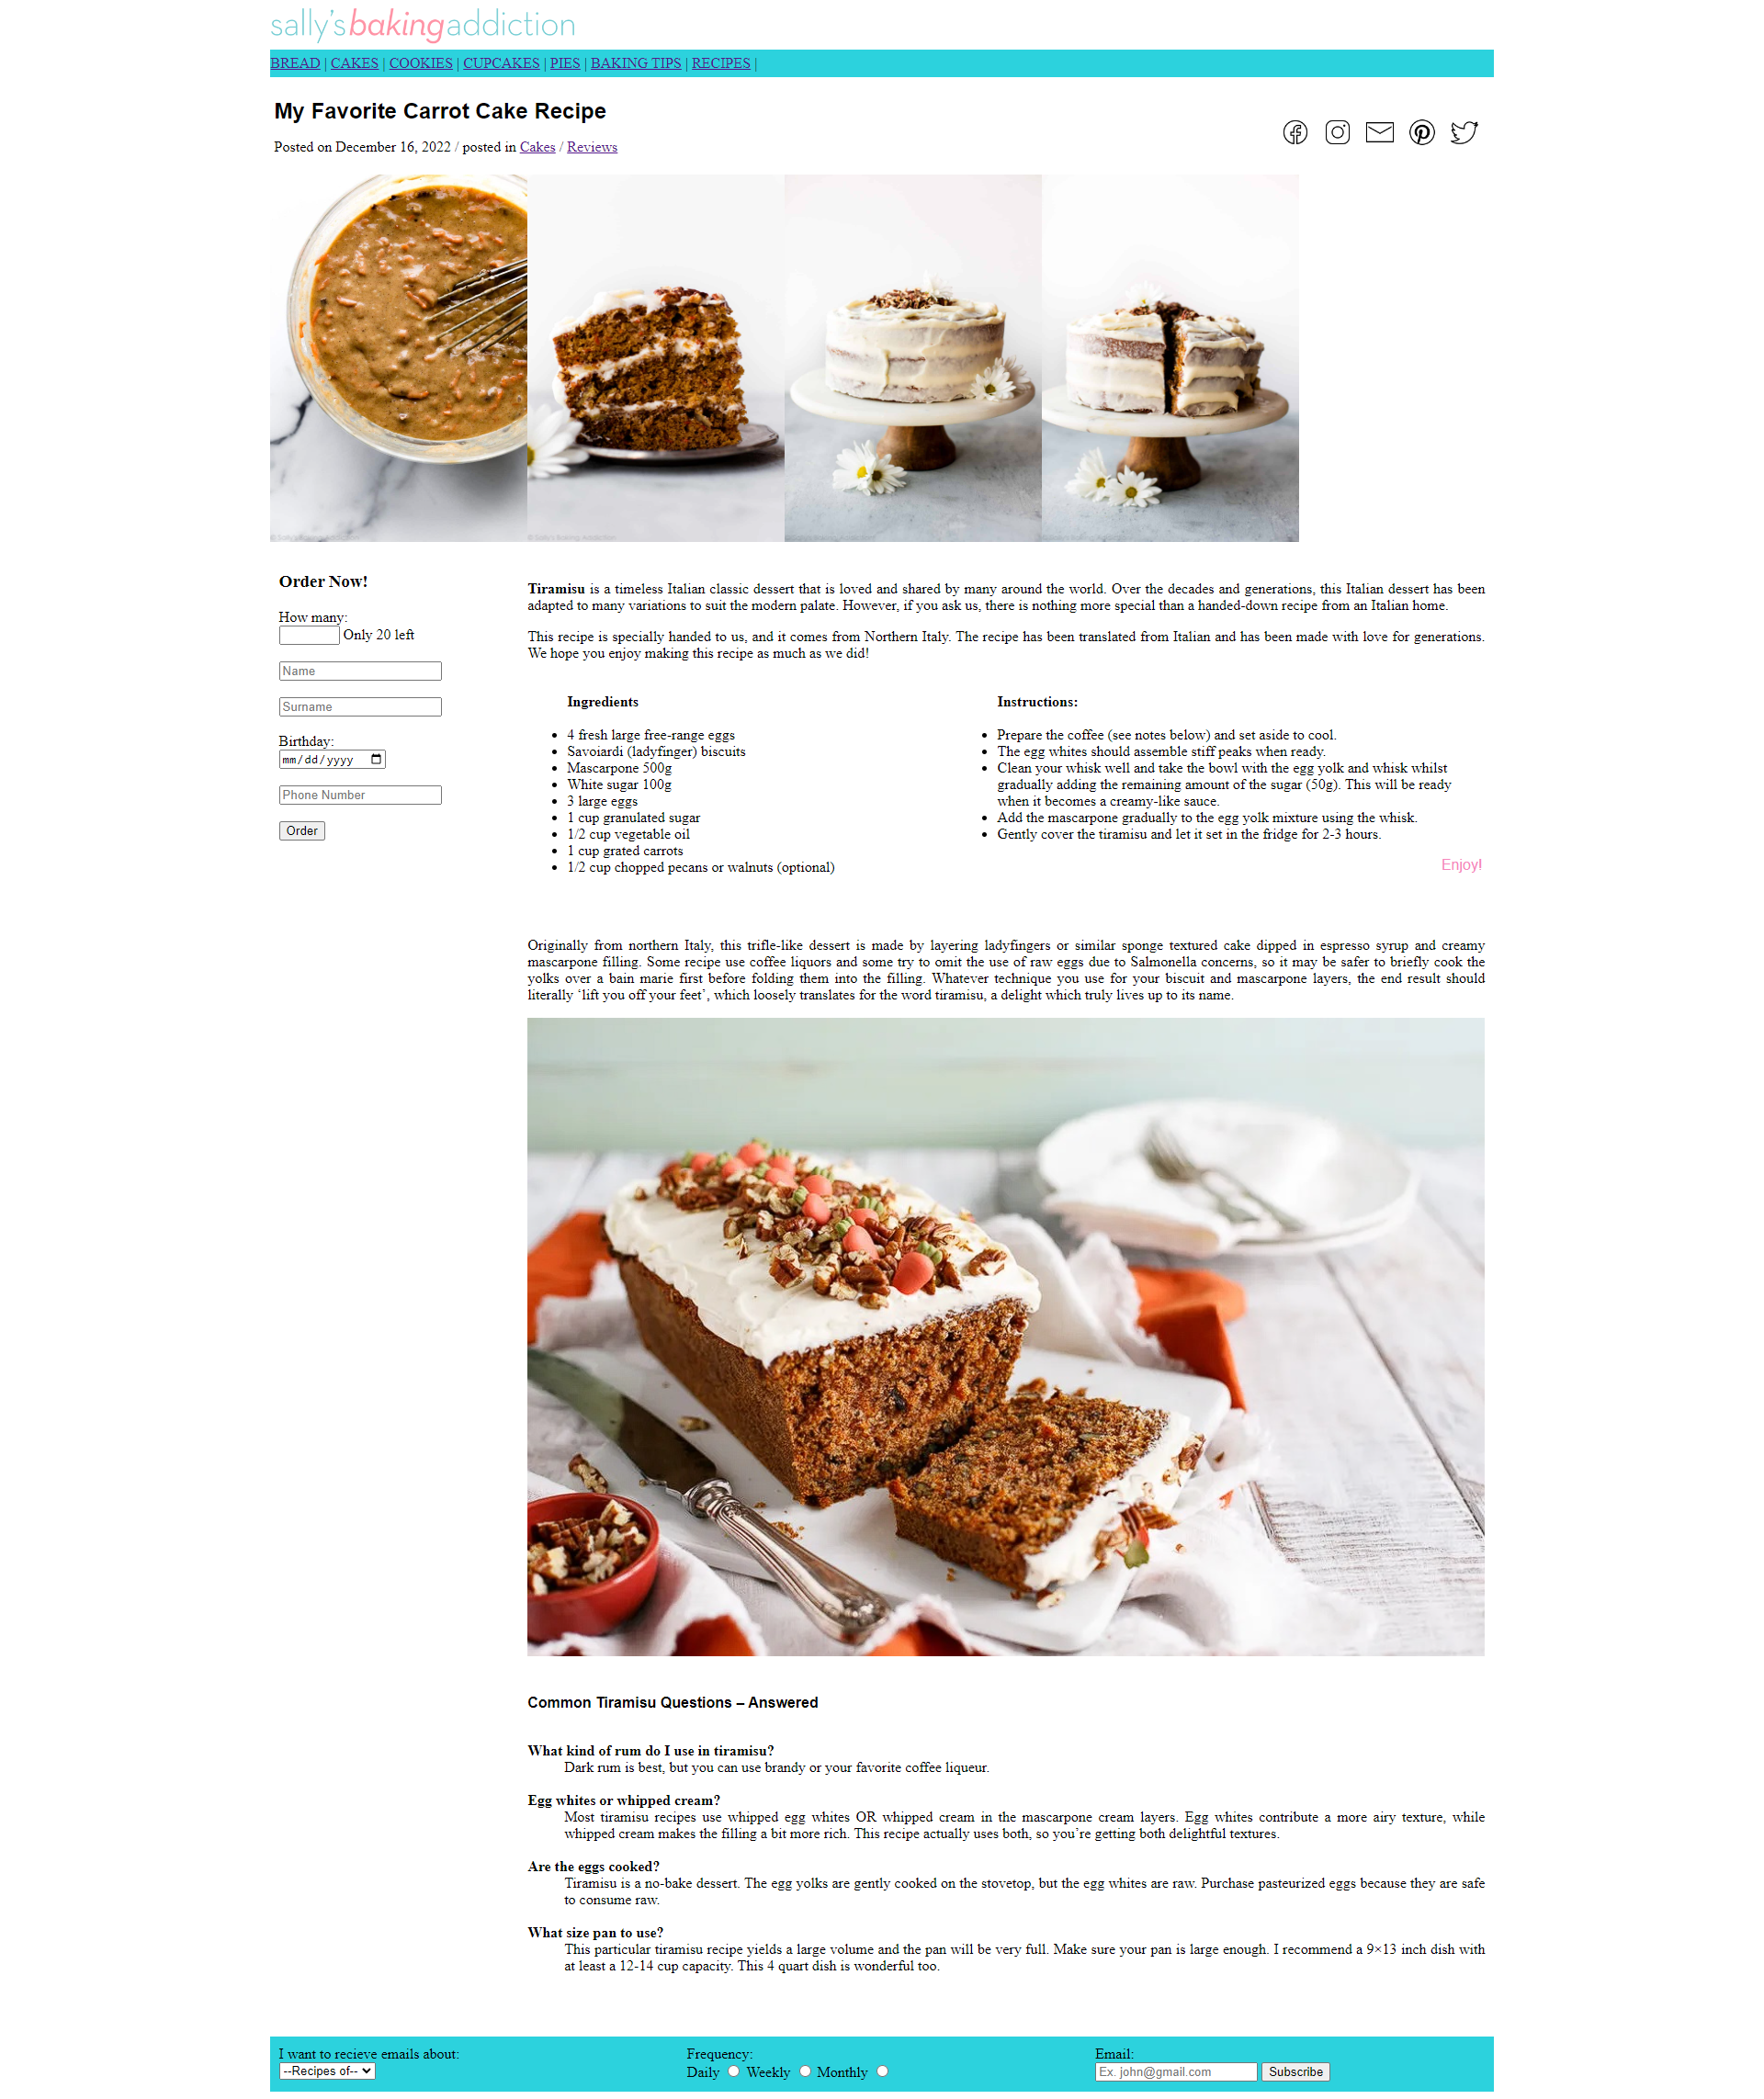 sally's baking addiction
BREAD | CAKES | COOKIES | CUPCAKES | PIES | BAKING TIPS | RECIPES |
My Favorite Carrot Cake Recipe
Posted on December 16, 2022 / posted in Cakes / Reviews
Order Now!
How many:
Only 20 left
Name
Surname
Birthday:
mm/dd/yyyy
Phone Number
Order
Tiramisu is a timeless Italian classic dessert that is loved and shared by many around the world. Over the decades and generations, this Italian dessert has been
adapted to many variations to suit the modern palate. However, if you ask us, there is nothing more special than a handed-down recipe from an Italian home.
This recipe is specially handed to us, and it comes from Northern Italy. The recipe has been translated from Italian and has been made with love for generations.
We hope you enjoy making this recipe as much as we did!
Ingredients
4 fresh large free-range eggs
Savoiardi (ladyfinger) biscuits
Mascarpone 500g
White sugar 100g
3 large eggs
1 cup granulated sugar
1/2 cup vegetable oil
1 cup grated carrots
1/2 cup chopped pecans or walnuts (optional)
Instructions:
Prepare the coffee (see notes below) and set aside to cool.
The egg whites should assemble stiff peaks when ready.
Clean your whisk well and take the bowl with the egg yolk and whisk whilst
gradually adding the remaining amount of the sugar (50g). This will be ready
when it becomes a creamy-like sauce.
Add the mascarpone gradually to the egg yolk mixture using the whisk.
Gently cover the tiramisu and let it set in the fridge for 2-3 hours.
Enjoy!
Originally from northern Italy, this trifle-like dessert is made by layering ladyfingers or similar sponge textured cake dipped in espresso syrup and creamy
mascarpone filling. Some recipe use coffee liquors and some try to omit the use of raw eggs due to Salmonella concerns, so it may be safer to briefly cook the
yolks over a bain marie first before folding them into the filling. Whatever technique you use for your biscuit and mascarpone layers, the end result should
literally ‘lift you off your feet’, which loosely translates for the word tiramisu, a delight which truly lives up to its name.
Common Tiramisu Questions – Answered
What kind of rum do I use in tiramisu?
Dark rum is best, but you can use brandy or your favorite coffee liqueur.
Egg whites or whipped cream?
Most tiramisu recipes use whipped egg whites OR whipped cream in the mascarpone cream layers. Egg whites contribute a more airy texture, while
whipped cream makes the filling a bit more rich. This recipe actually uses both, so you’re getting both delightful textures.
Are the eggs cooked?
Tiramisu is a no-bake dessert. The egg yolks are gently cooked on the stovetop, but the egg whites are raw. Purchase pasteurized eggs because they are safe
to consume raw.
What size pan to use?
This particular tiramisu recipe yields a large volume and the pan will be very full. Make sure your pan is large enough. I recommend a 9×13 inch dish with
at least a 12-14 cup capacity. This 4 quart dish is wonderful too.
I want to recieve emails about:
--Recipes of--
Frequency:
Daily Weekly Monthly
Email:
Ex. john@gmail.com Subscribe